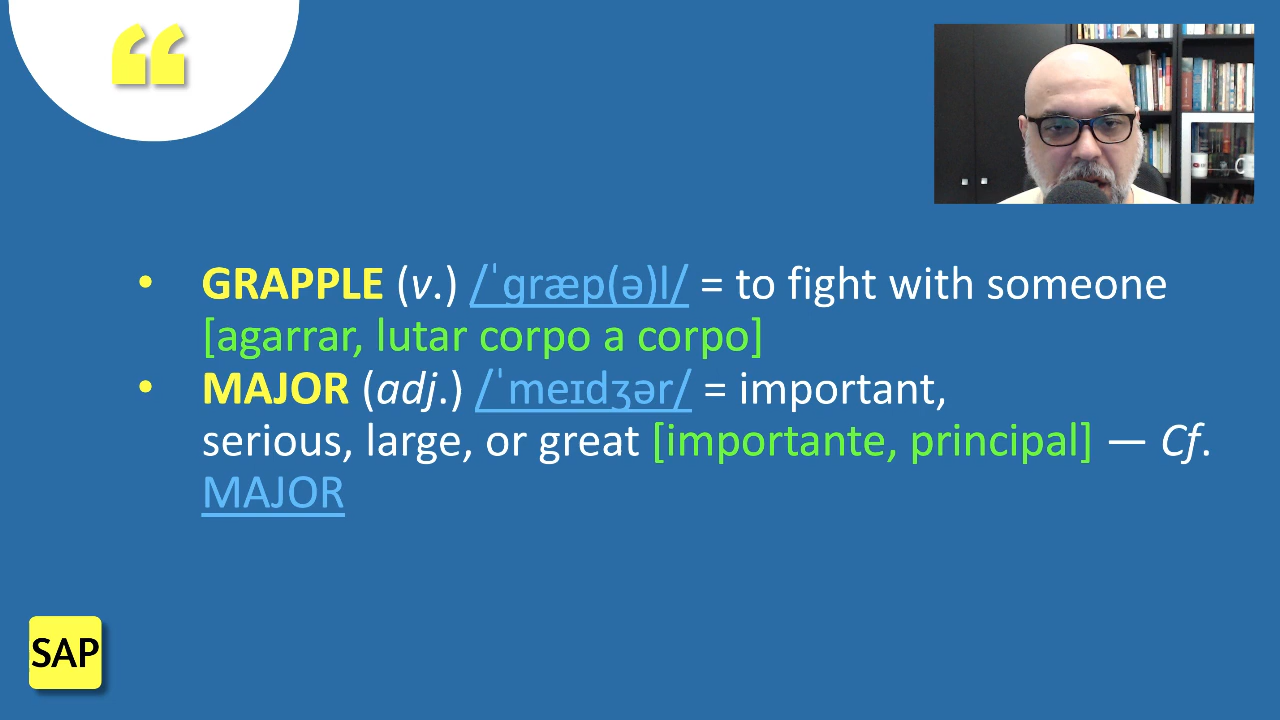 • GRAPPLE (v.) /ˈɡræp(ə)l/ = to fight with someone
[agarrar, lutar corpo a corpo]
• MAJOR (adj.) /ˈmeɪdʒər/ = important,
serious, large, or great [importante, principal] — Cf.
MAJOR
SAP